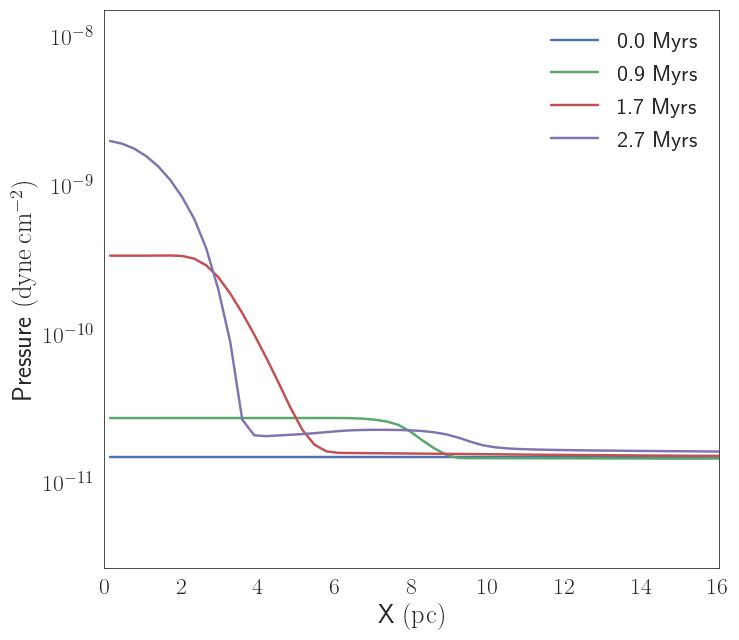 10⁻⁸
10⁻⁹
10⁻¹⁰
10⁻¹¹
Pressure (dyne cm⁻²)
0.0 Myrs
0.9 Myrs
1.7 Myrs
2.7 Myrs
0 2 4 6 8 10 12 14 16
X (pc)